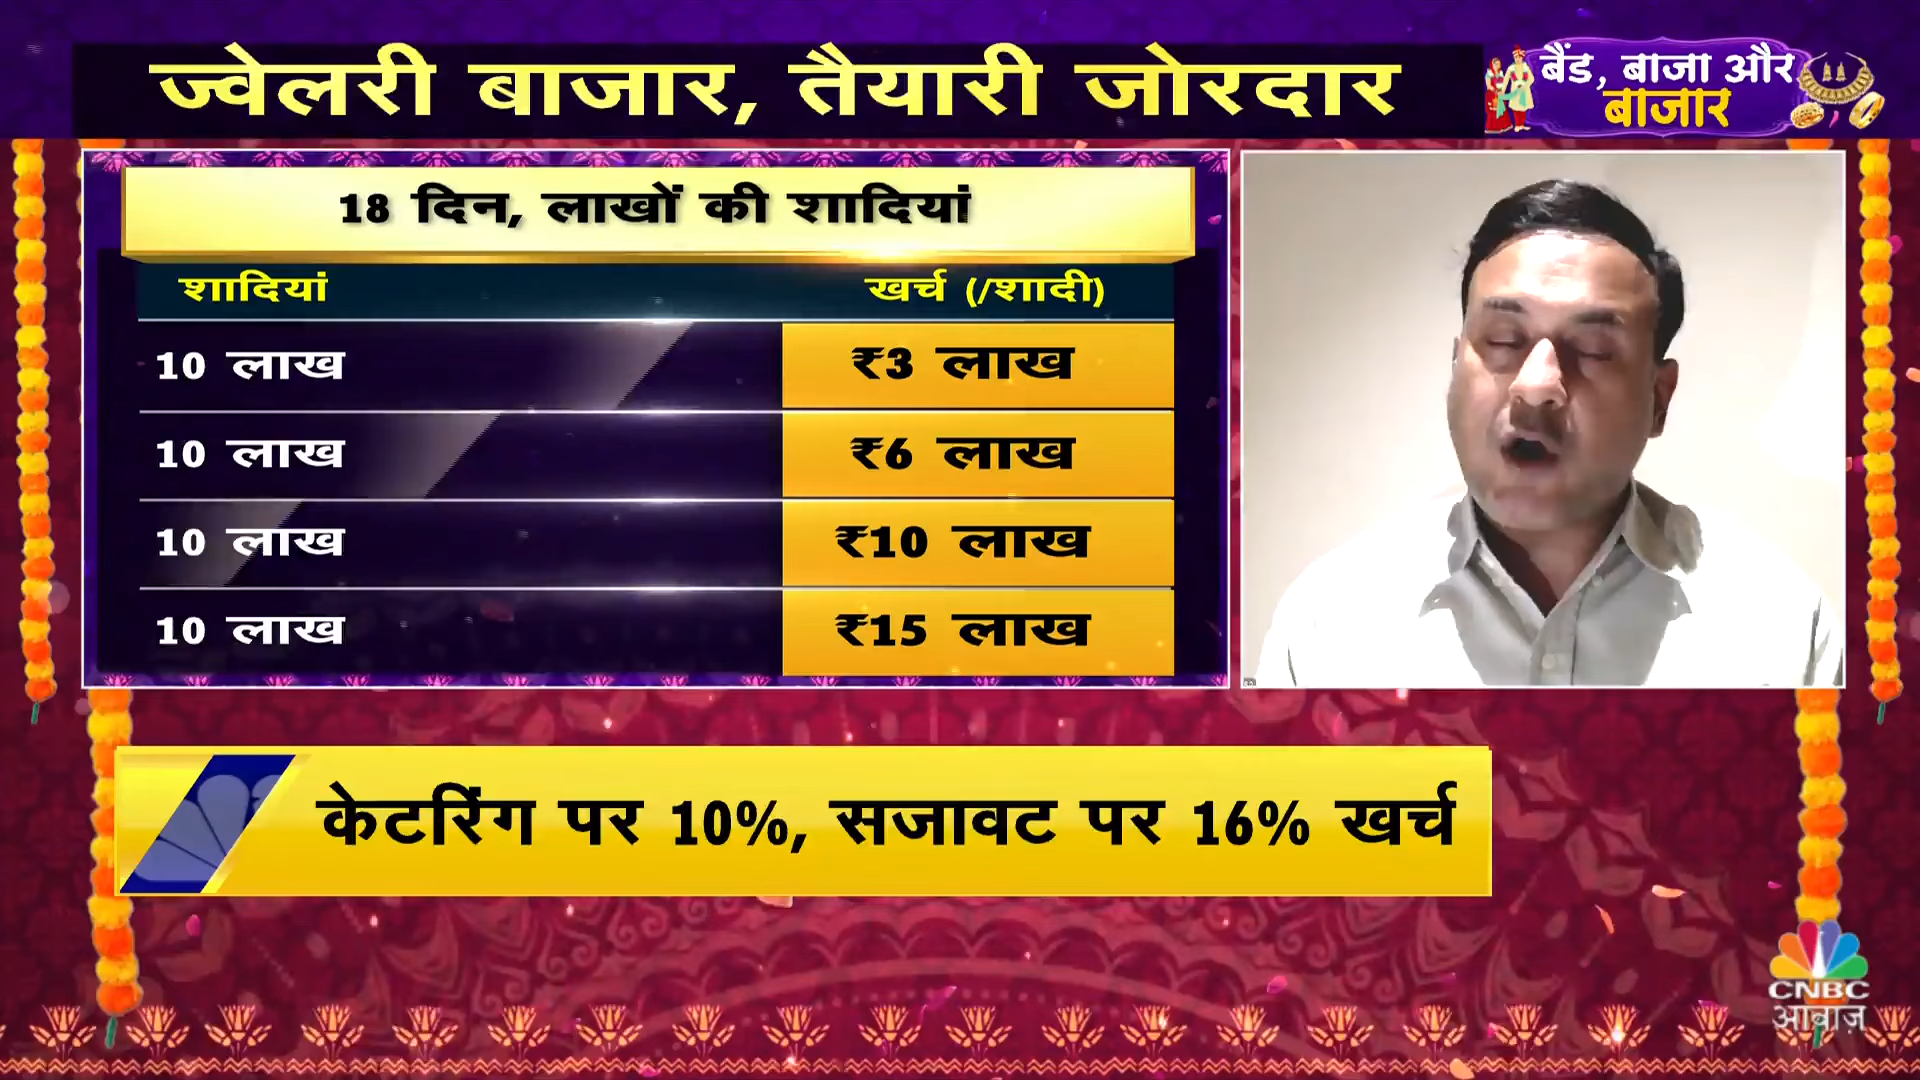 ज्वेलरी बाजार, तैयारी जोरदार
बैंड, बाजा और
बाजार
18 दिन, लाखों की शादियां
शादियां खर्च (/शादी)
10 लाख ₹3 लाख
10 लाख ₹6 लाख
10 लाख ₹10 लाख
10 लाख ₹15 लाख
केटरिंग पर 10%, सजावट पर 16% खर्च
CNBC
आवाज़